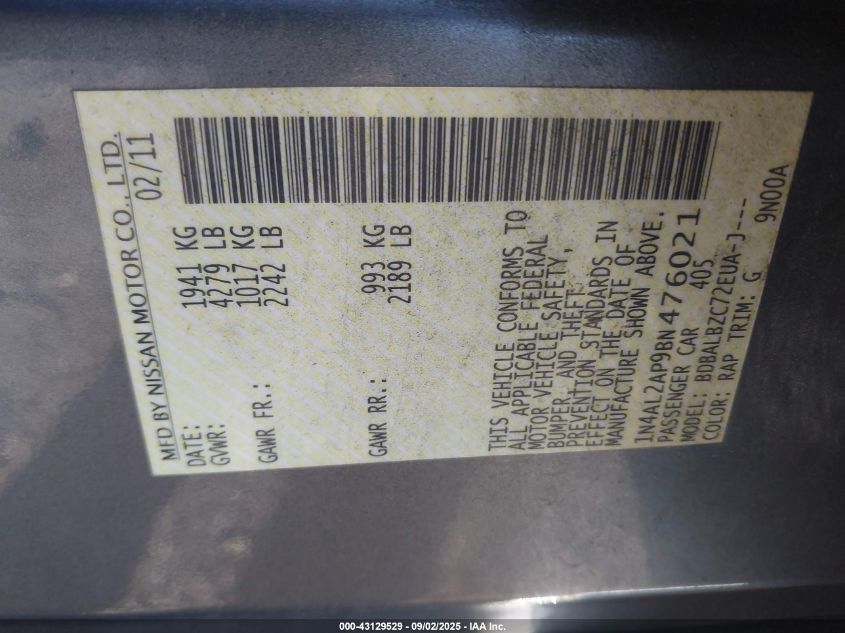 MFD BY NISSAN MOTOR CO., LTD.
DATE: 02/11
GVWR: 1941 KG
4279 LB
GAWR FR.: 1017 KG
2242 LB
GAWR RR.: 993 KG
2189 LB
THIS VEHICLE CONFORMS TO
ALL APPLICABLE FEDERAL
MOTOR VEHICLE SAFETY,
BUMPER, AND THEFT
PREVENTION STANDARDS IN
EFFECT ON THE DATE OF
MANUFACTURE SHOWN ABOVE.
1N4AL2AP9BN476021
PASSENGER CAR 405
MODEL: BDBALBZC72EUA-J---
COLOR: RAP TRIM: G 9N00A
000-43129529 - 09/02/2025 - IAA Inc.